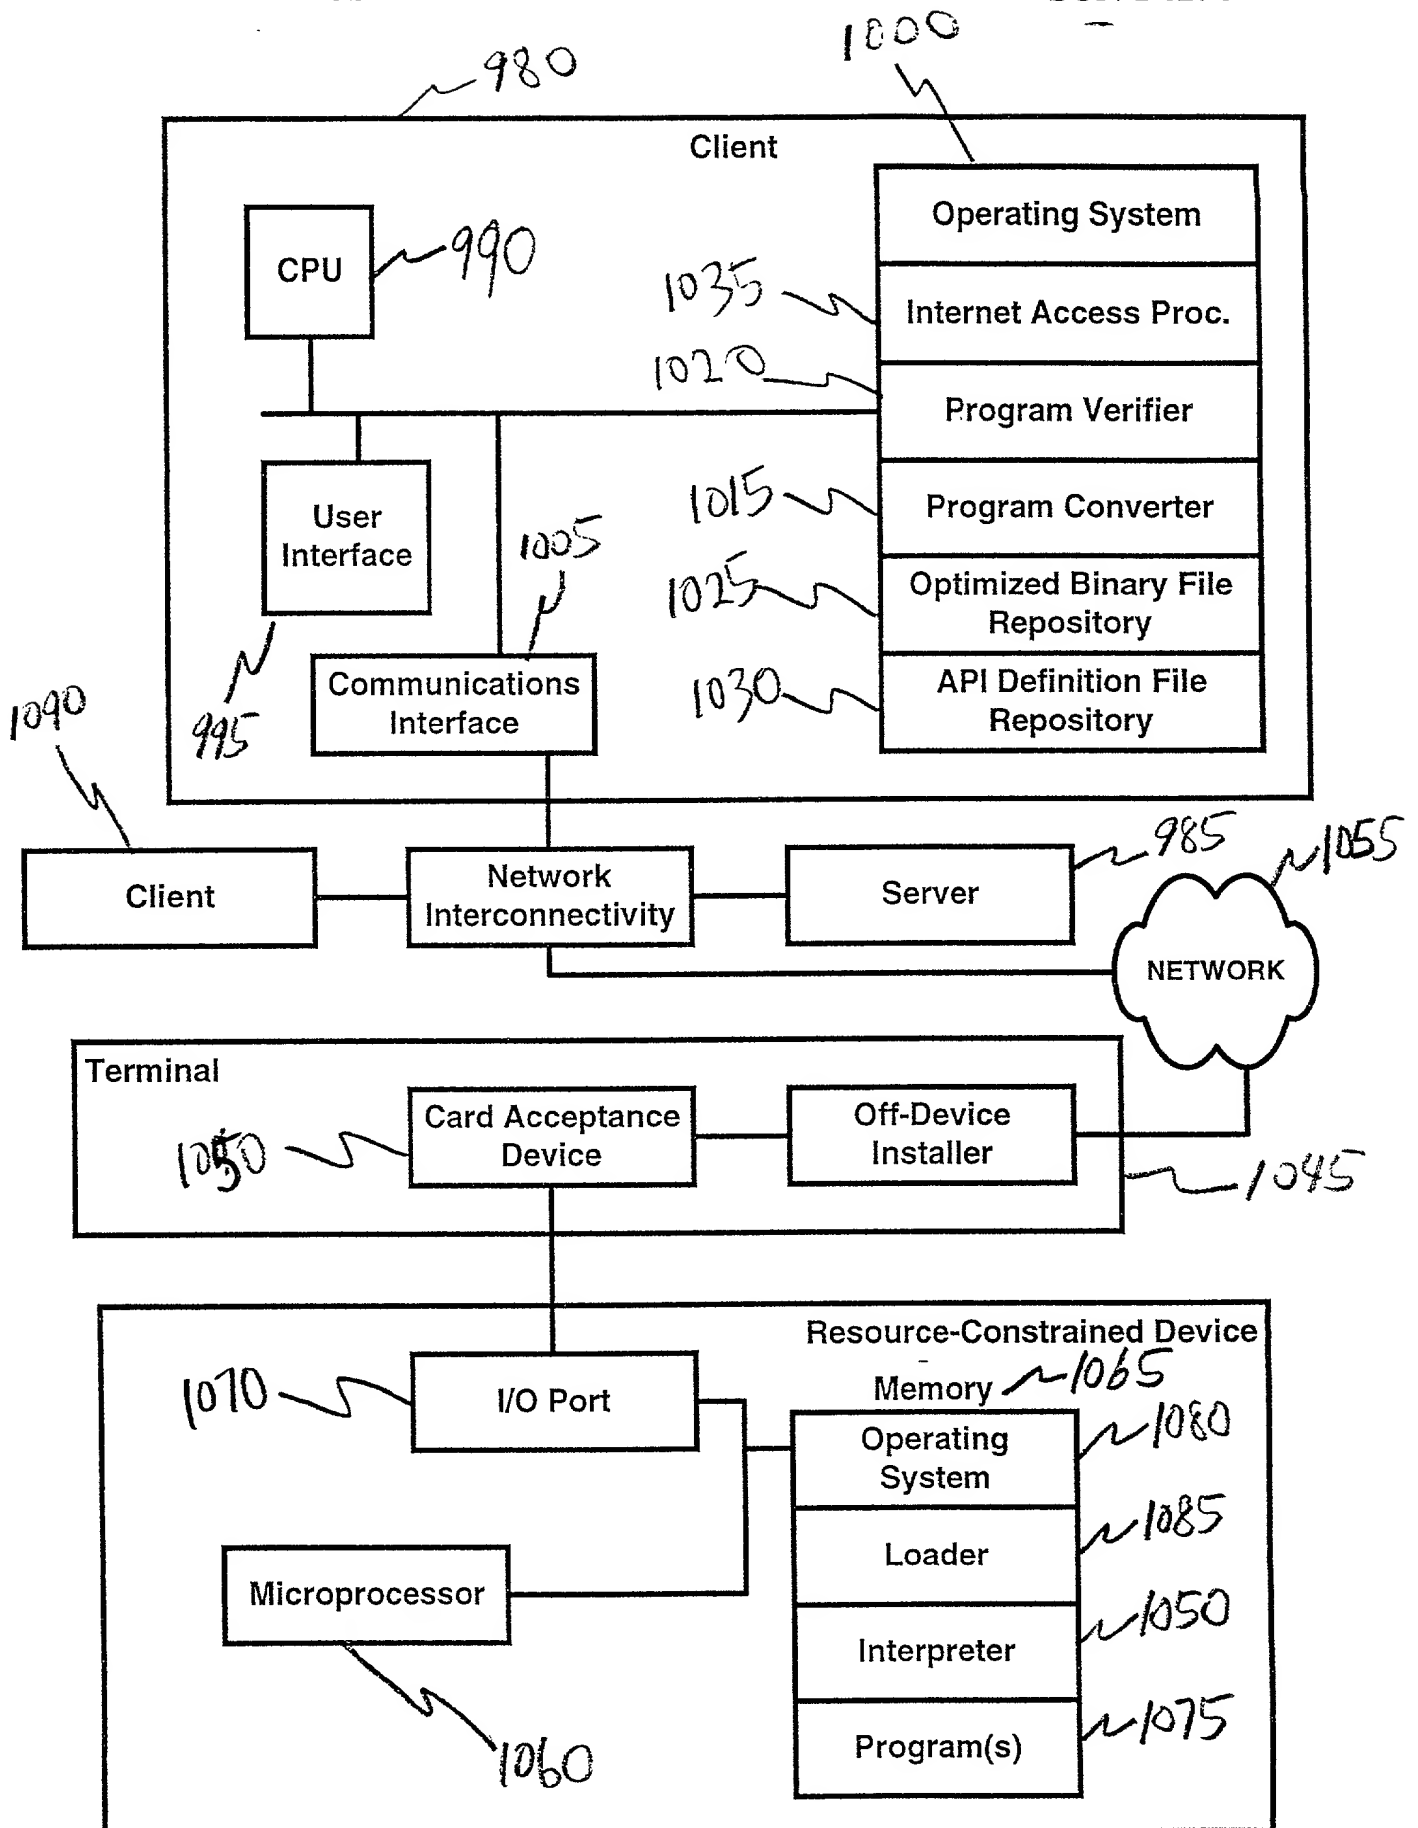 980
1000
Client
Operating System
CPU
990
1035
Internet Access Proc.
1020
Program Verifier
User
Interface
1005
1015
Program Converter
1025
Optimized Binary File
Repository
1030
API Definition File
Repository
Communications
Interface
995
1090
Client
Network
Interconnectivity
Server
985
1055
NETWORK
Terminal
Card Acceptance
Device
Off-Device
Installer
1050
1045
Resource-Constrained Device
1070
I/O Port
Memory
1065
Operating
System
1080
Loader
1085
Microprocessor
Interpreter
1050
1060
Program(s)
1075